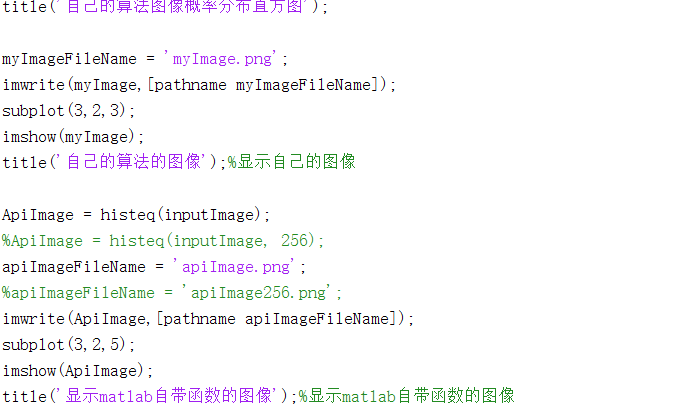 title('自己的算法图像概率分布直方图');
myImageFileName = 'myImage.png';
imwrite(myImage,[pathname myImageFileName]);
subplot(3,2,3);
imshow(myImage);
title('自己的算法的图像');%显示自己的图像
ApiImage = histeq(inputImage);
%ApiImage = histeq(inputImage, 256);
apiImageFileName = 'apiImage.png';
%apiImageFileName = 'apiImage256.png';
imwrite(ApiImage,[pathname apiImageFileName]);
subplot(3,2,5);
imshow(ApiImage);
title('显示matlab自带函数的图像');%显示matlab自带函数的图像